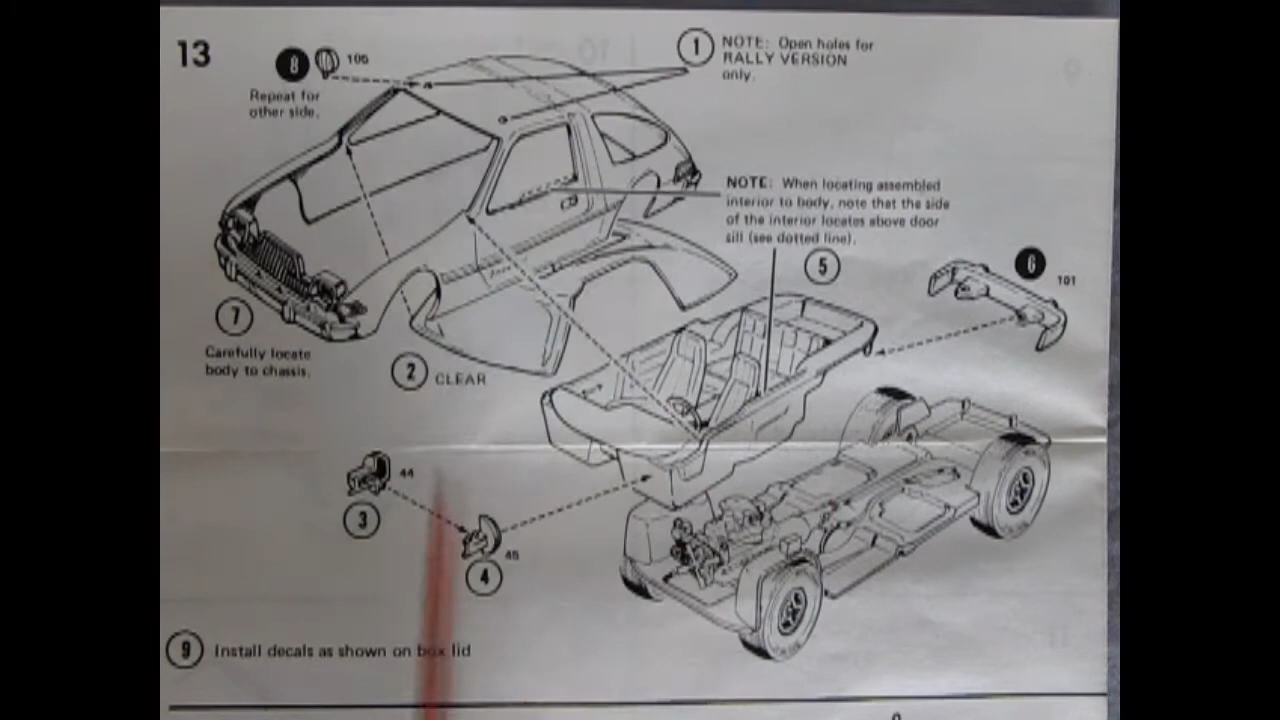 13
8
106
Repeat for
other side.
1
NOTE: Open holes for
RALLY VERSION
only.
NOTE: When locating assembled
interior to body, note that the side
of the interior locates above door
sill (see dotted line).
5
6
101
7
Carefully locate
body to chassis.
2
CLEAR
44
3
45
4
9
Install decals as shown on box lid